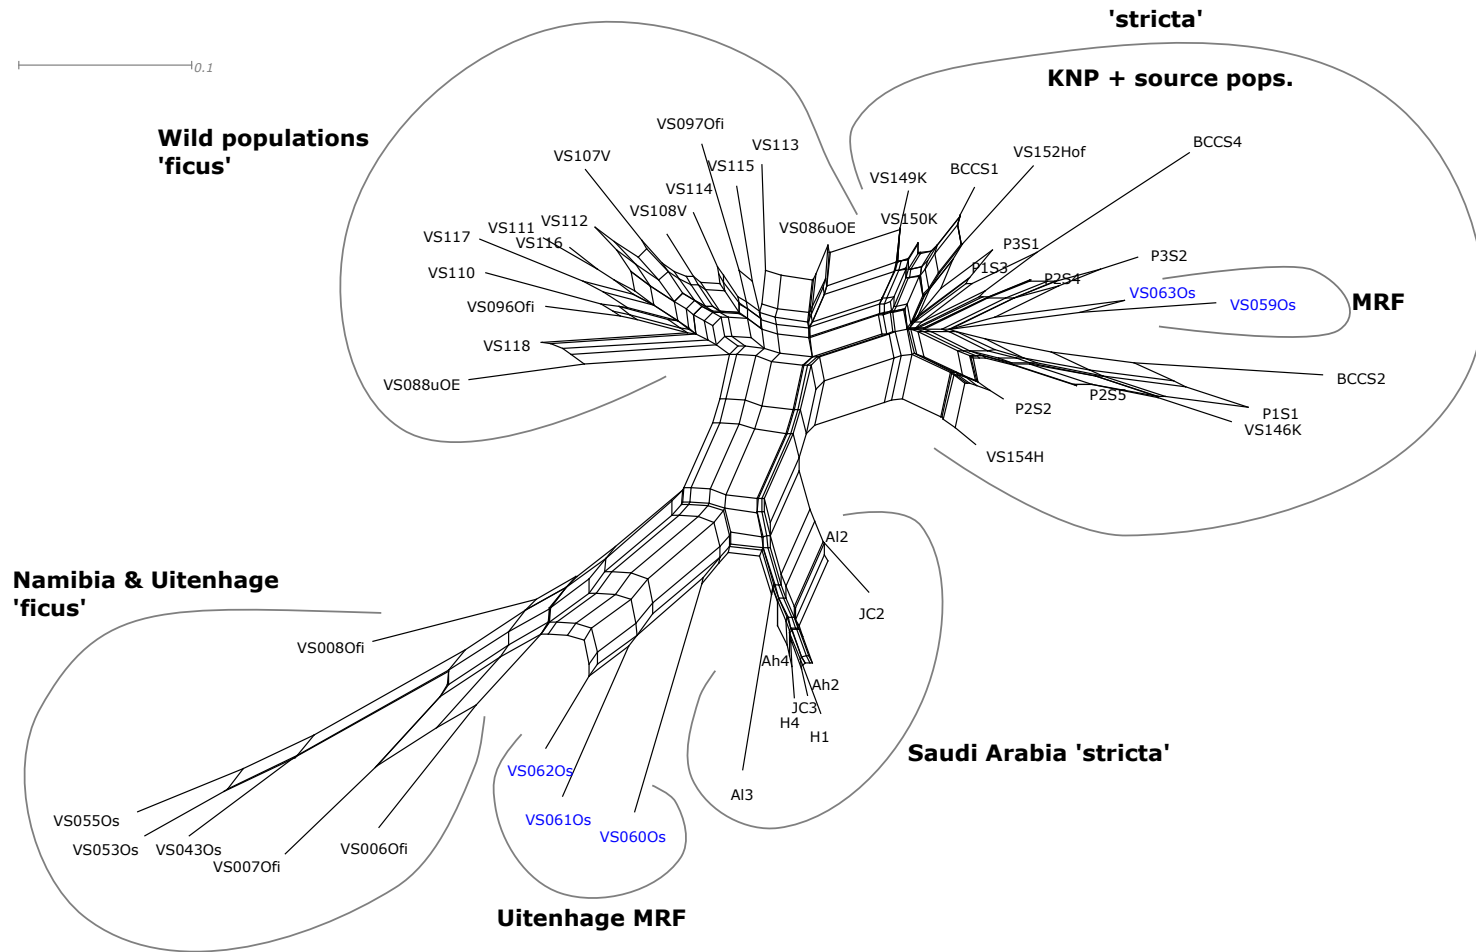 'stricta'
0.1
KNP + source pops.
Wild populations
'ficus'
VS097Ofi
VS113
VS107V
VS115
VS114
VS108V
VS112
VS111
VS116
VS117
VS110
VS096Ofi
VS118
VS088uOE
VS086uOE
VS149K
VS150K
BCCS1
VS152Hof
BCCS4
P3S1
P1S3
P2S4
P3S2
VS063Os
VS059Os
MRF
BCCS2
P2S5
P2S2
P1S1
VS146K
VS154H
Al2
JC2
Ah4
Ah2
JC3
H4
H1
Al3
Saudi Arabia 'stricta'
Namibia & Uitenhage
'ficus'
VS008Ofi
VS055Os
VS053Os
VS043Os
VS007Ofi
VS006Ofi
VS062Os
VS061Os
VS060Os
Uitenhage MRF